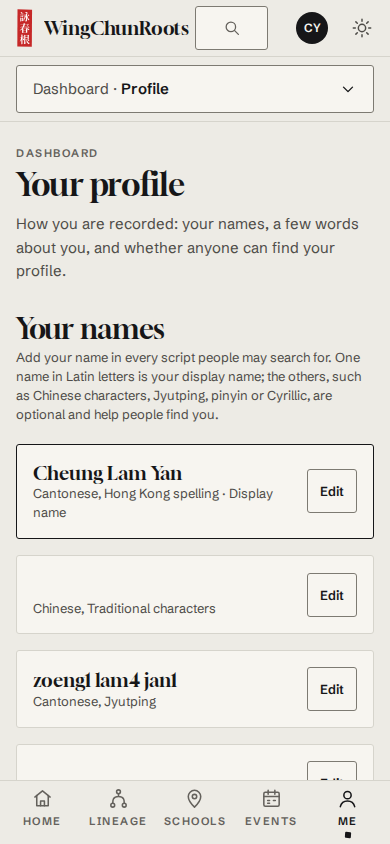 詠春根
WingChunRoots
CY
Dashboard · Profile
DASHBOARD
Your profile
How you are recorded: your names, a few words
about you, and whether anyone can find your
profile.
Your names
Add your name in every script people may search for. One
name in Latin letters is your display name; the others, such
as Chinese characters, Jyutping, pinyin or Cyrillic, are
optional and help people find you.
Cheung Lam Yan
Cantonese, Hong Kong spelling · Display
name
Edit
Chinese, Traditional characters
Edit
zoeng1 lam4 jan1
Cantonese, Jyutping
Edit
Edit
HOME
LINEAGE
SCHOOLS
EVENTS
ME